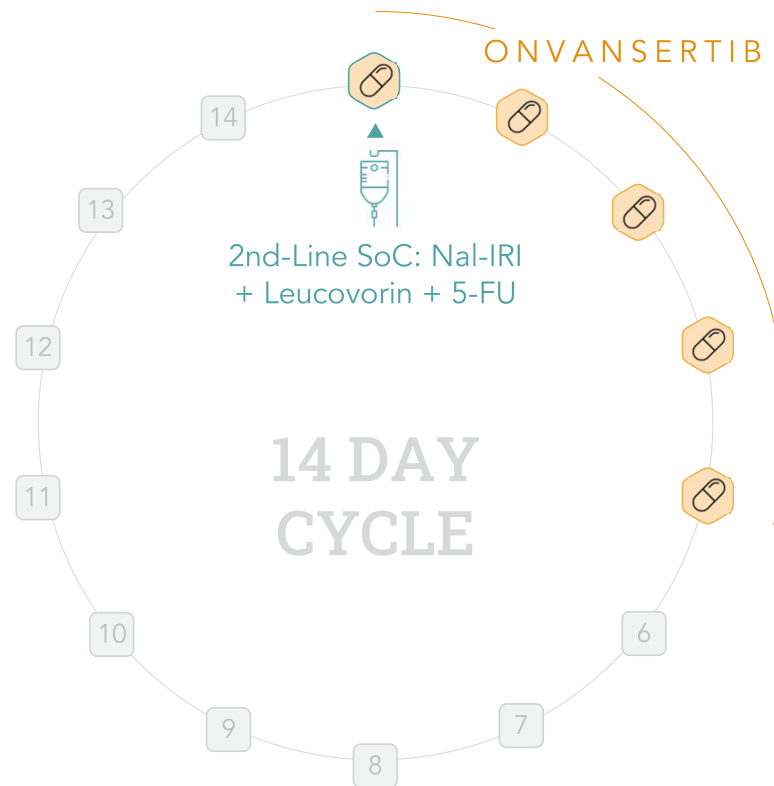 ONVANSERTIB
14
13
2nd-Line SoC: Nal-IRI
+ Leucovorin + 5-FU
12
14 DAY
CYCLE
11
10
6
9
7
8